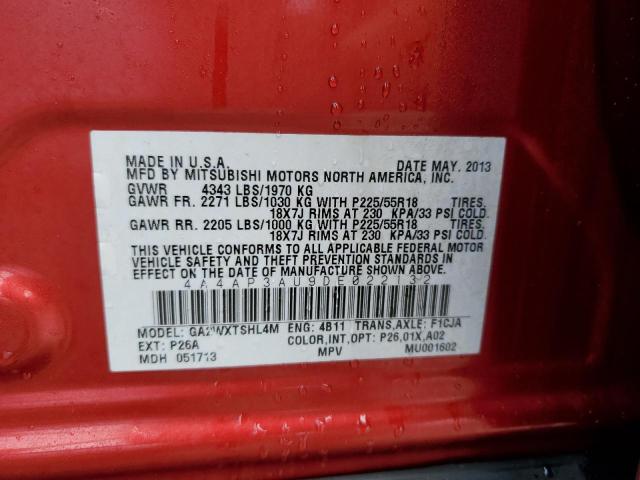 MADE IN U.S.A. DATE MAY. 2013
MFD BY MITSUBISHI MOTORS NORTH AMERICA, INC.
GVWR 4343 LBS/1970 KG
GAWR FR. 2271 LBS/1030 KG WITH P225/55R18 TIRES.
18X7J RIMS AT 230 KPA/33 PSI COLD.
GAWR RR. 2205 LBS/1000 KG WITH P225/55R18 TIRES.
18X7J RIMS AT 230 KPA/33 PSI COLD.
THIS VEHICLE CONFORMS TO ALL APPLICABLE FEDERAL MOTOR
VEHICLE SAFETY AND THEFT PREVENTION STANDARDS IN
EFFECT ON THE DATE OF MANUFACTURE SHOWN ABOVE.
4A4AP3AU9DE022132
MODEL: GA2WXTSHL4M ENG: 4B11 TRANS,AXLE: F1CJA
EXT: P26A COLOR,INT,OPT: P26,01X,A02
MDH 051713 MPV MU001602